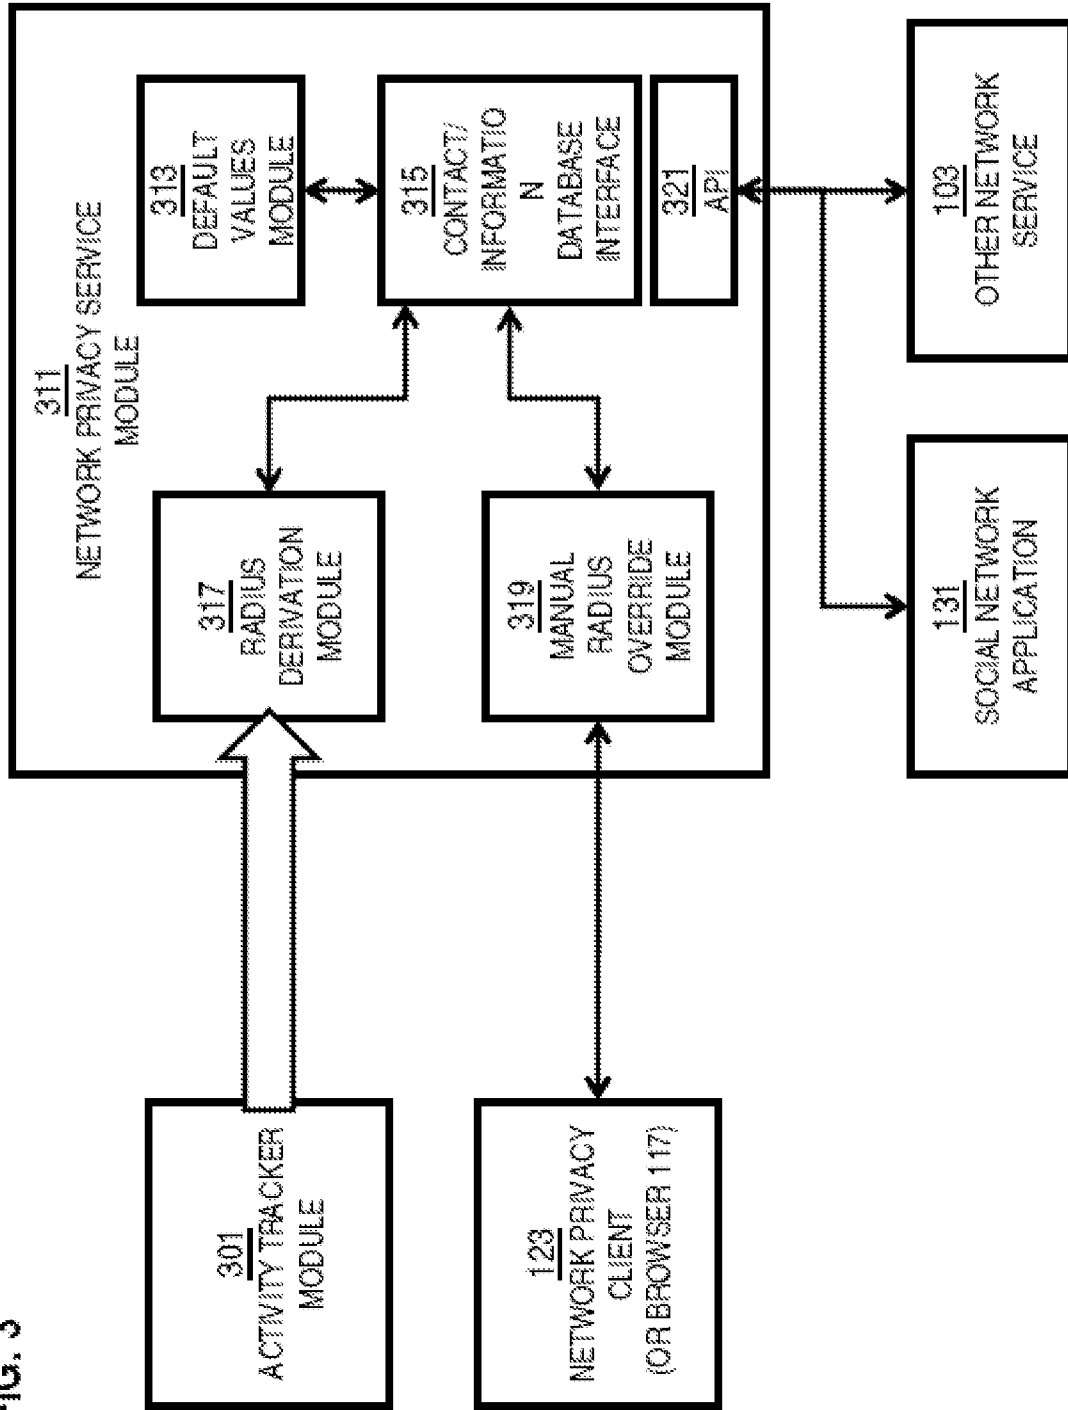 FIG. 3
301
ACTIVITY TRACKER
MODULE
123
NETWORK PRIVACY
CLIENT
(OR BROWSER 117)
311
NETWORK PRIVACY SERVICE
MODULE
317
RADIUS
DERIVATION
MODULE
319
MANUAL
RADIUS
OVERRIDE
MODULE
313
DEFAULT
VALUES
MODULE
315
CONTACT/
INFORMATIO
N
DATABASE
INTERFACE
321
API
131
SOCIAL NETWORK
APPLICATION
103
OTHER NETWORK
SERVICE